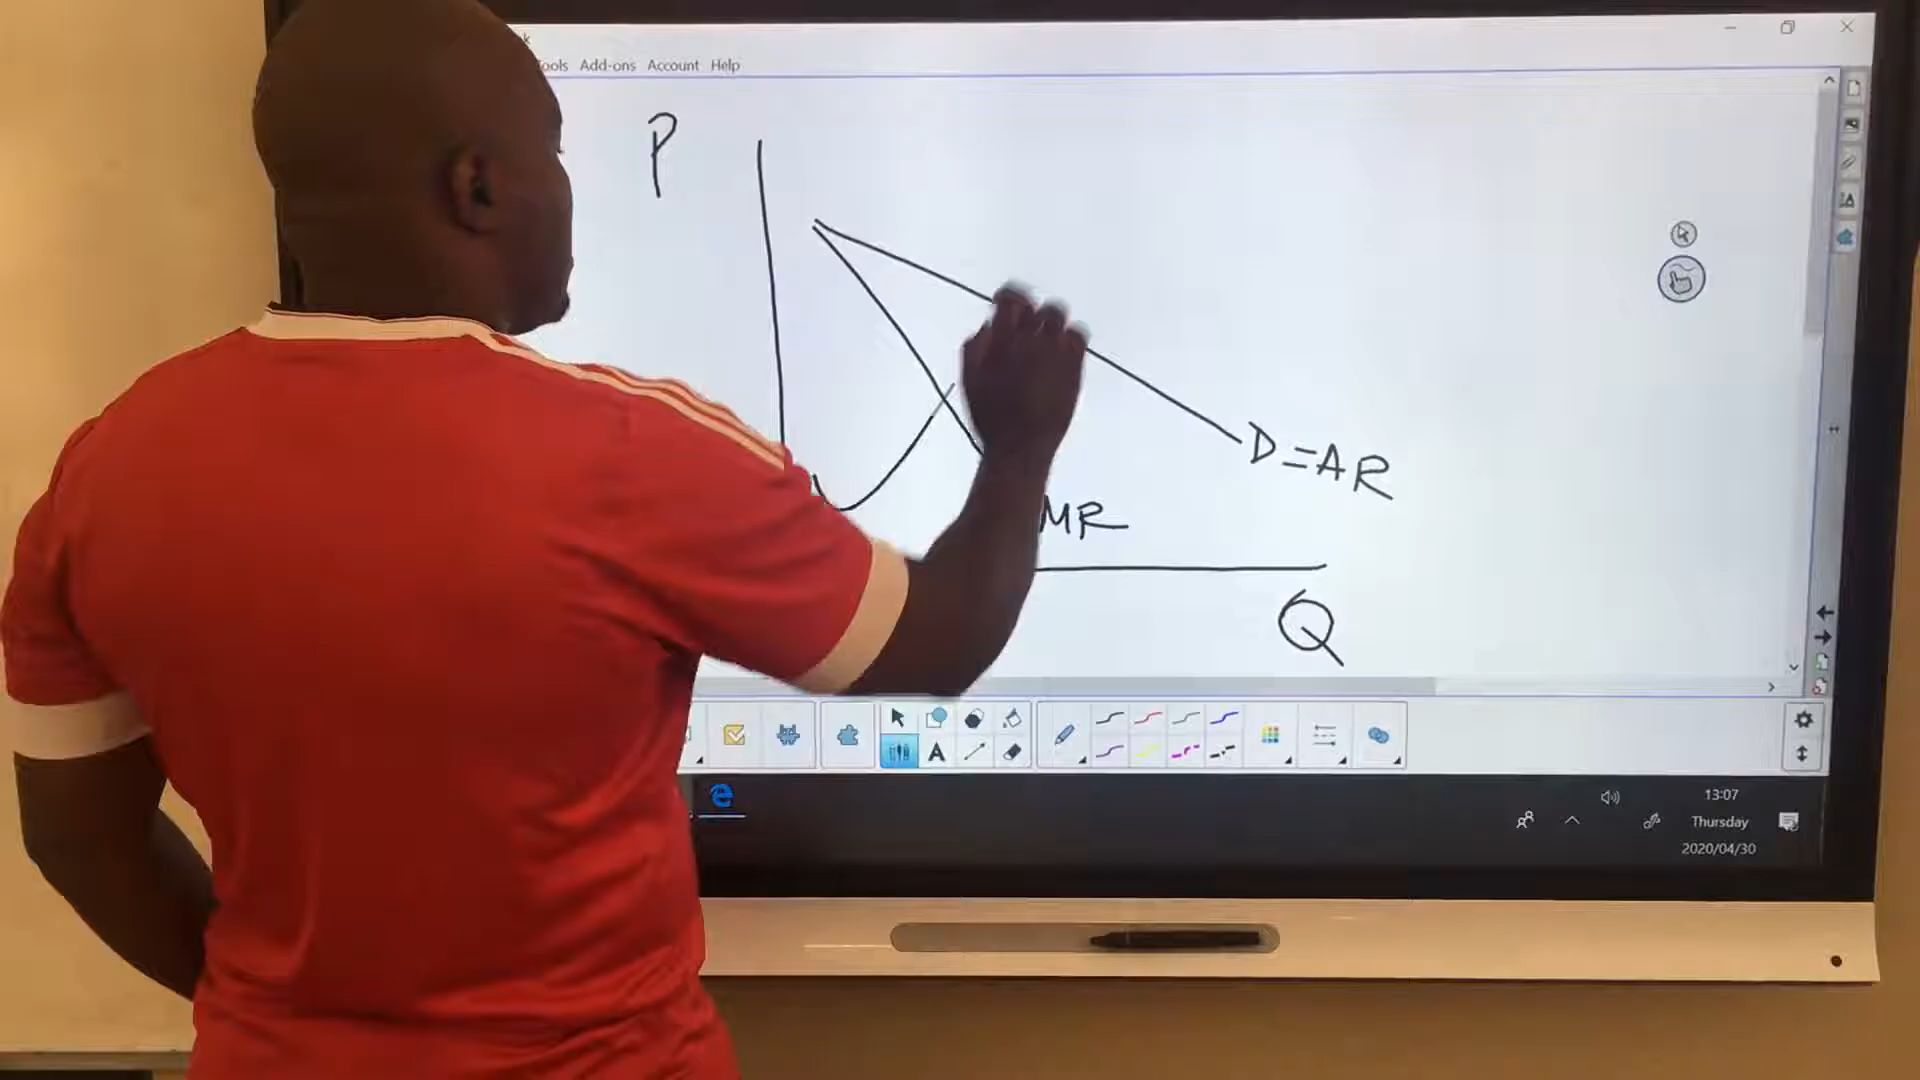 Tools Add-ons Account Help
P
D=AR
MR
Q
A
13:07
Thursday
2020/04/30